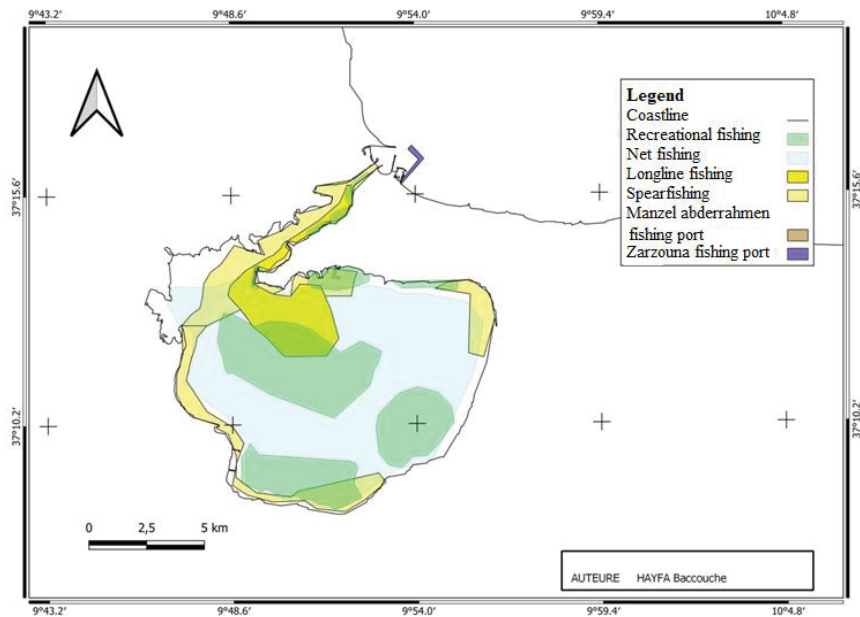 9°43.2' 9°48.6' 9°54.0' 9°59.4' 10°4.8'
Legend
Coastline
Recreational fishing
Net fishing
Longline fishing
Spearfishing
Manzel abderrahmen
fishing port
Zarzouna fishing port
37°15.6' 37°15.6'
37°10.2' 37°10.2'
0 2,5 5 km
AUTEURE HAYFA Baccouche
9°43.2' 9°48.6' 9°54.0' 9°59.4' 10°4.8'